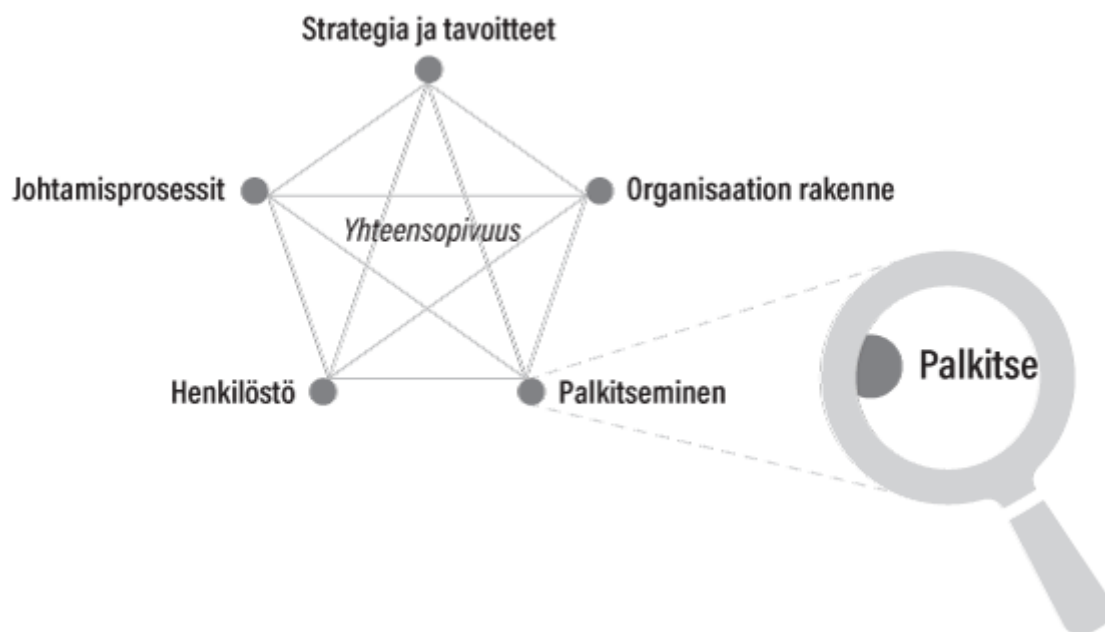 Strategia ja tavoitteet
Johtamisprosessit
Organisaation rakenne
Yhteensopivuus
Henkilöstö
Palkitseminen
Palkitse